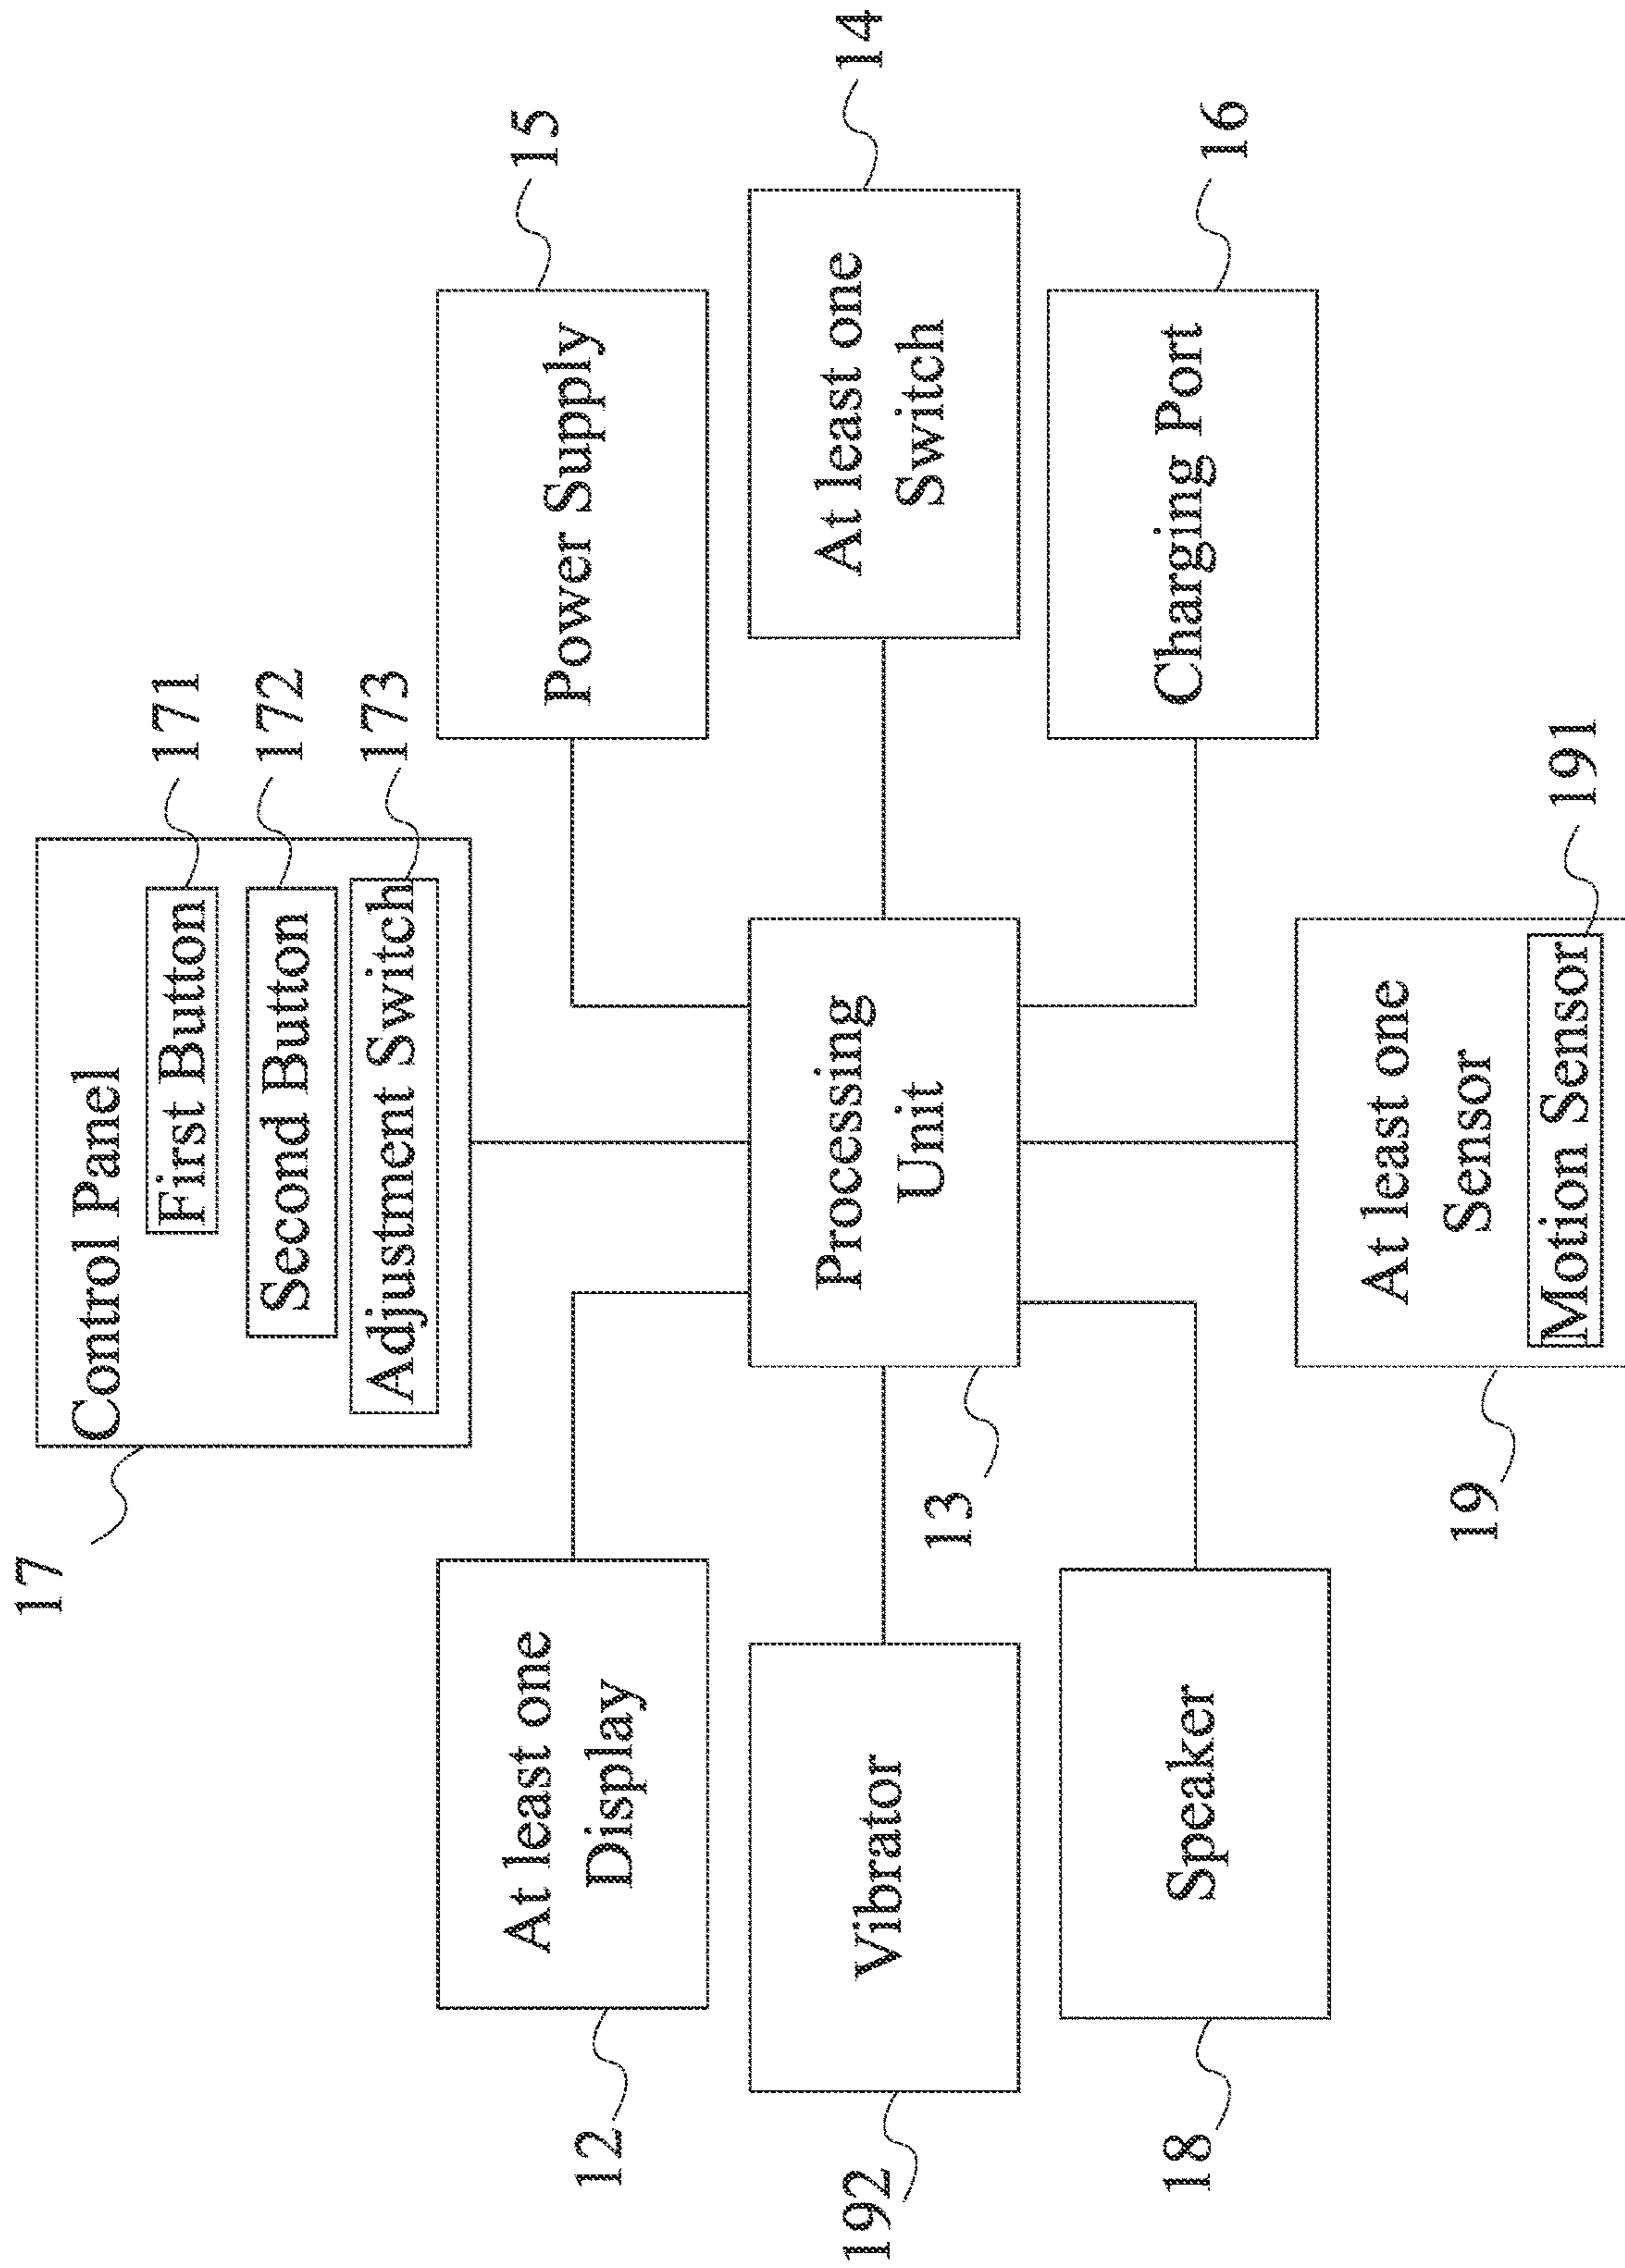 17
Control Panel
First Button
171
Second Button
172
Adjustment Switch
173
12
At least one
Display
Power Supply
15
192
Vibrator
13
Processing
Unit
At least one
Switch
14
18
Speaker
Charging Port
16
19
At least one
Sensor
Motion Sensor
191